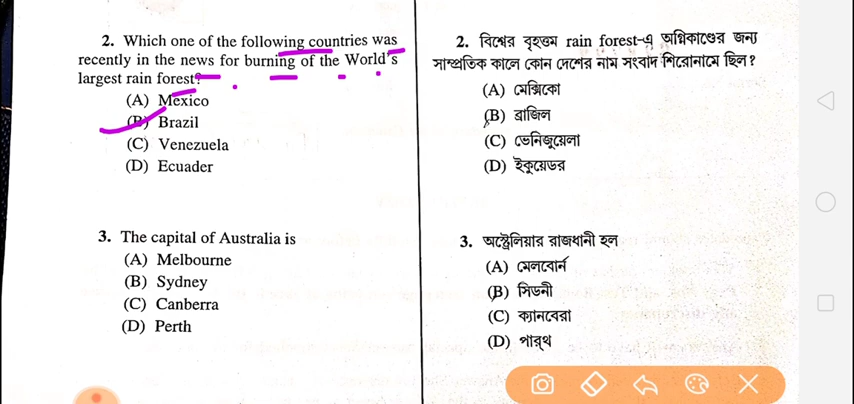 2. Which one of the following countries was
recently in the news for burning of the World's
largest rain forest?
(A) Mexico
(B) Brazil
(C) Venezuela
(D) Ecuader
3. The capital of Australia is
(A) Melbourne
(B) Sydney
(C) Canberra
(D) Perth
2. বিশ্বের বৃহত্তম rain forest-এ অগ্নিকাণ্ডের জন্য
সাম্প্রতিক কালে কোন দেশের নাম সংবাদ শিরোনামে ছিল?
(A) মেক্সিকো
(B) ব্রাজিল
(C) ভেনিজুয়েলা
(D) ইকুয়েডর
3. অস্ট্রেলিয়ার রাজধানী হল
(A) মেলবোর্ন
(B) সিডনী
(C) ক্যানবেরা
(D) পার্থ